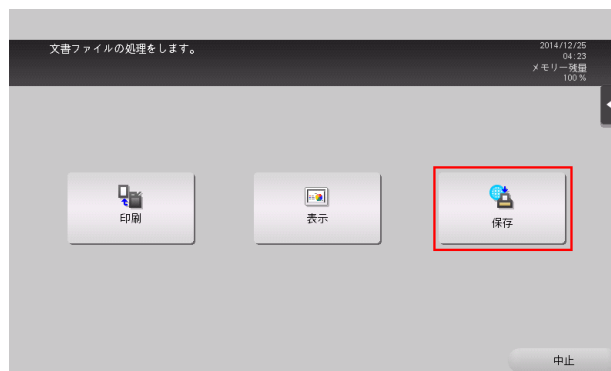 文書ファイルの処理をします。
2014/12/25
04:23
メモリー残量
100 %
印刷
表示
保存
中止